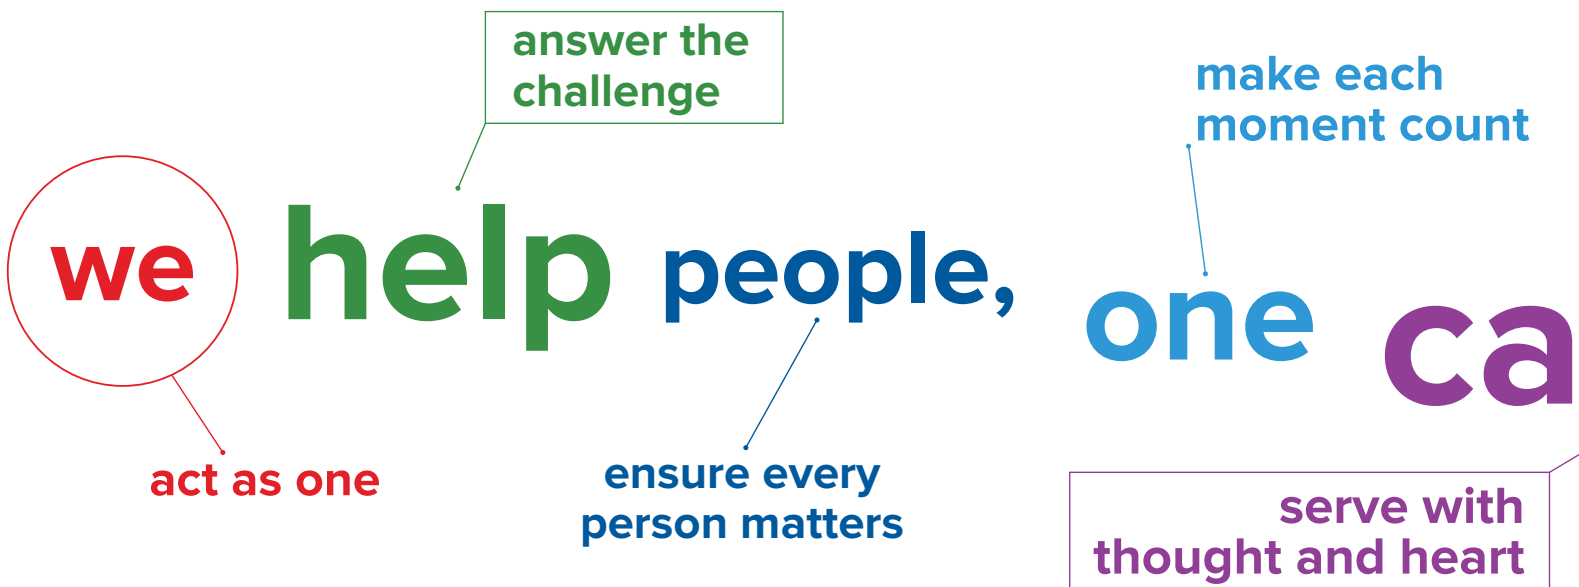 answer the
challenge
make each
moment count
we help people, one ca
act as one
ensure every
person matters
serve with
thought and heart